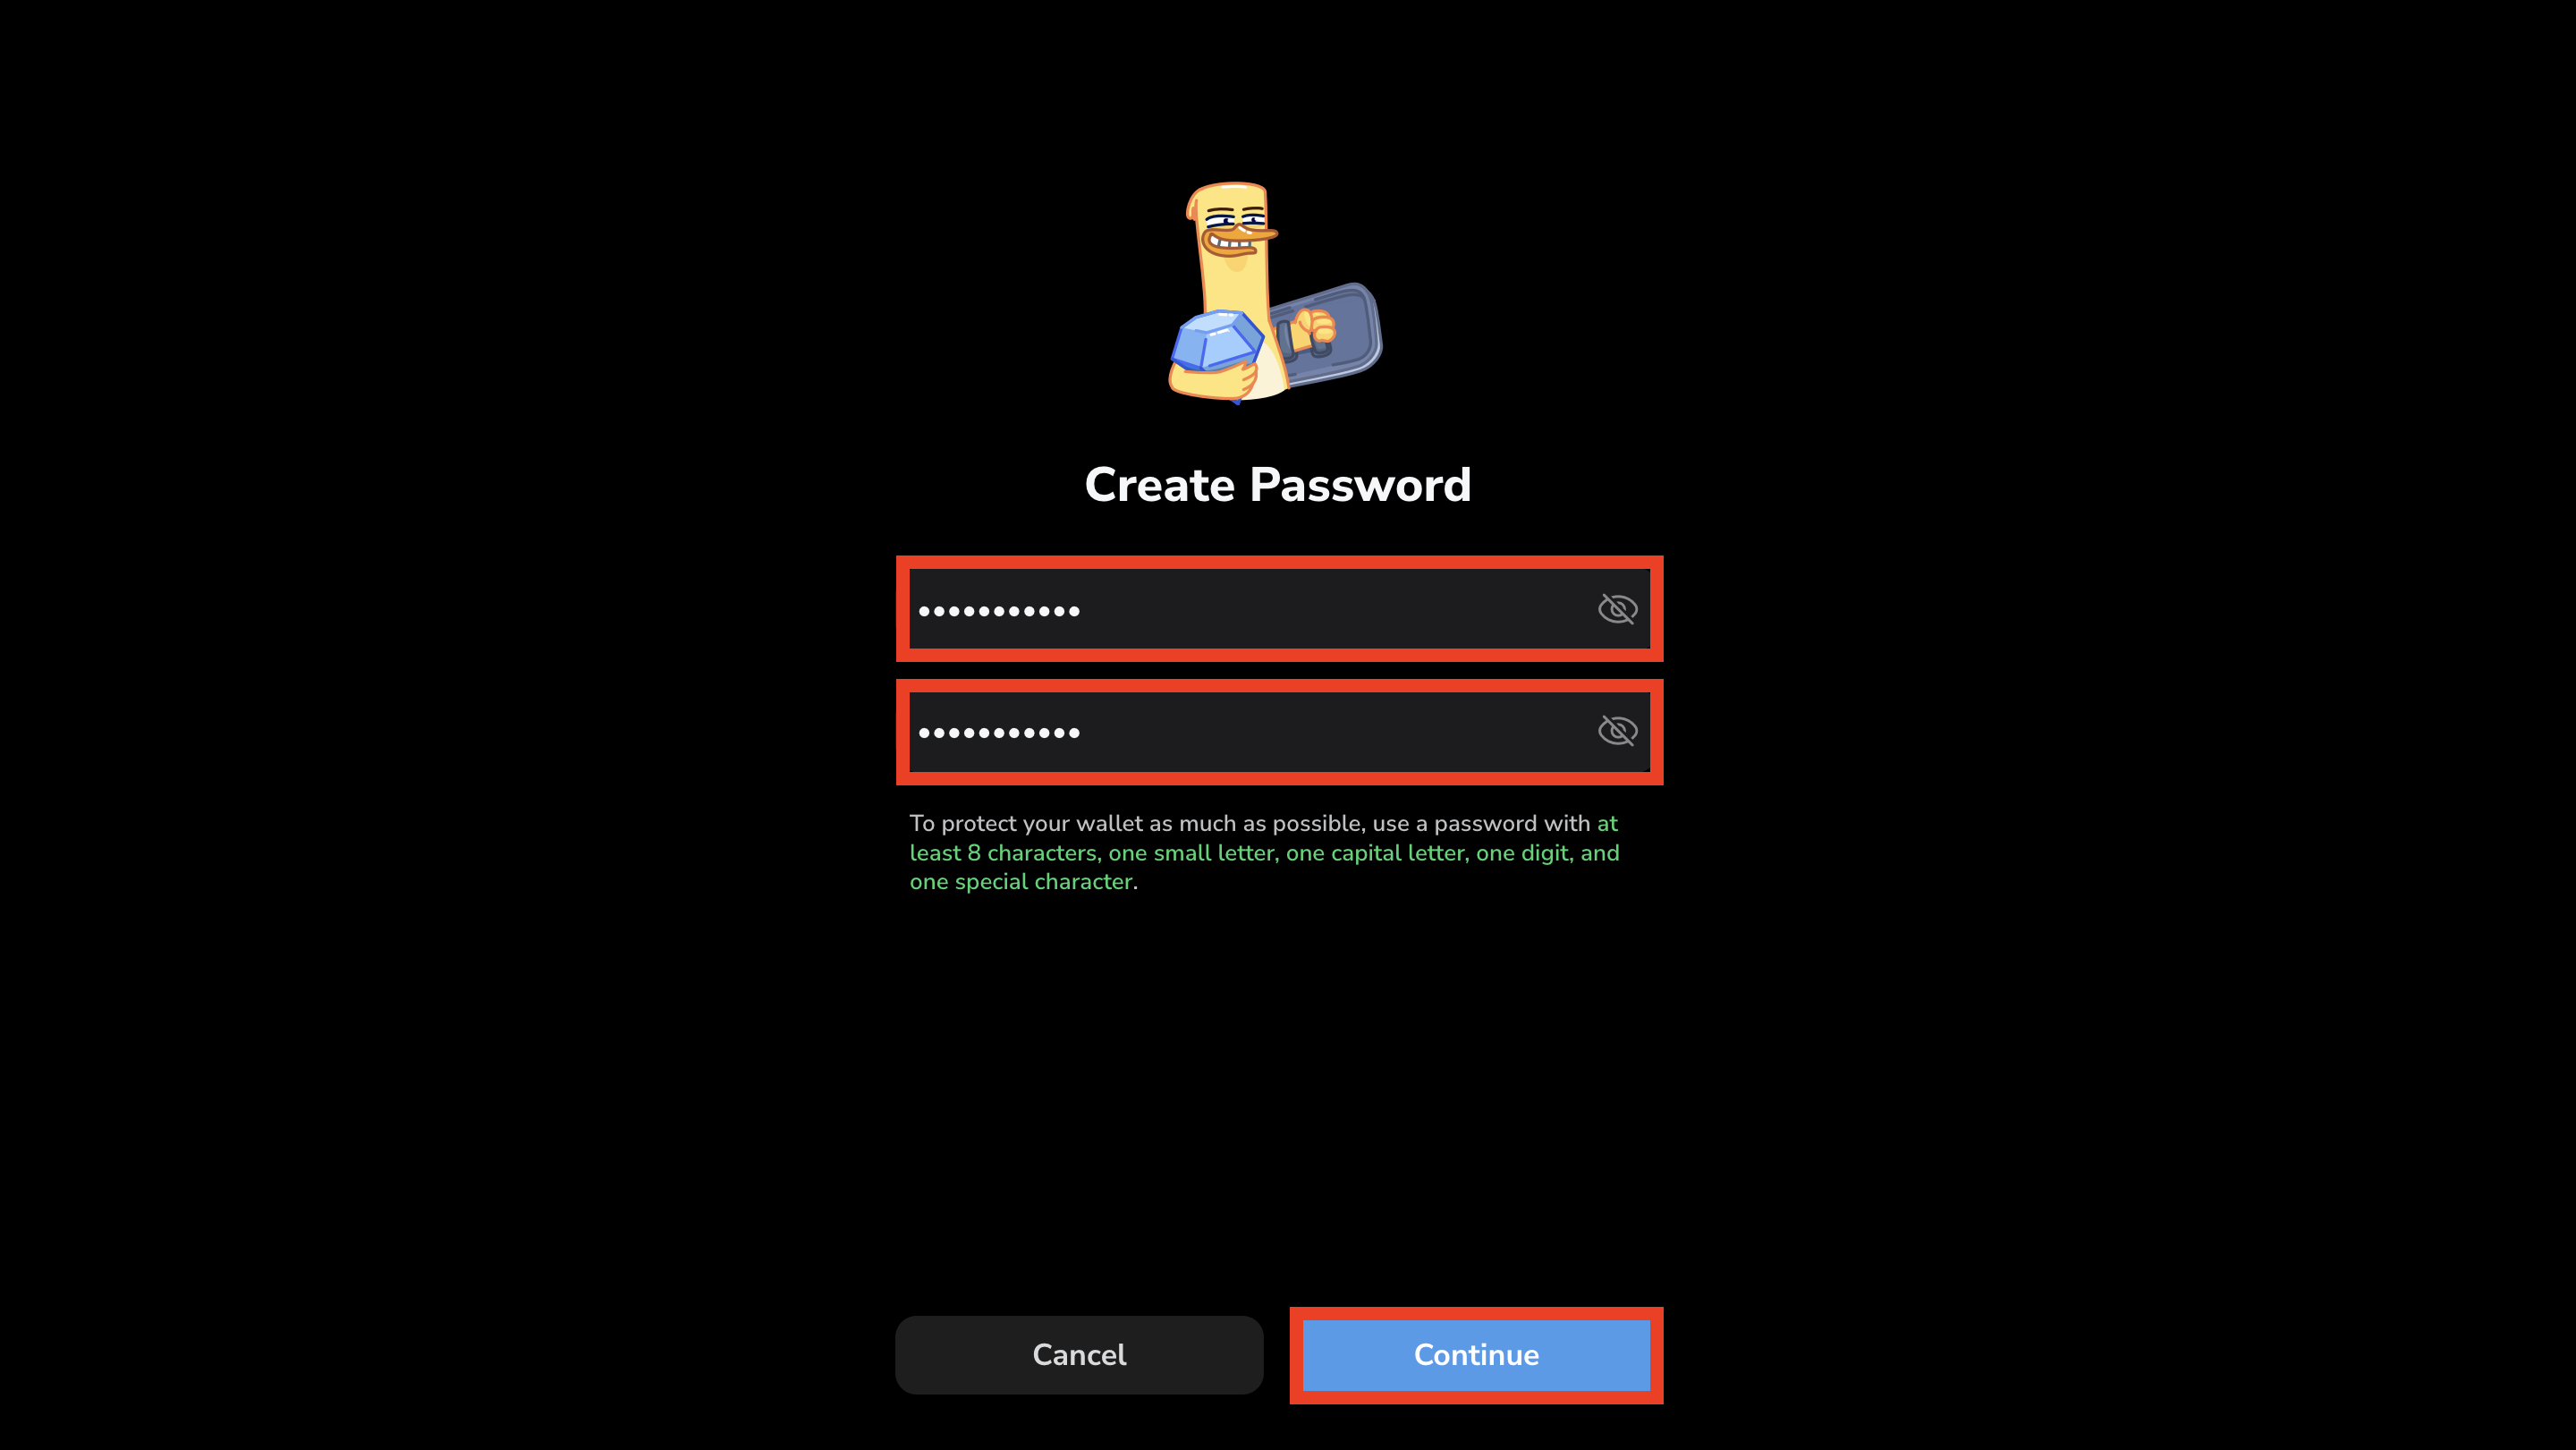 Create Password
•••••••••••
•••••••••••
To protect your wallet as much as possible, use a password with at
least 8 characters, one small letter, one capital letter, one digit, and
one special character.
Cancel
Continue